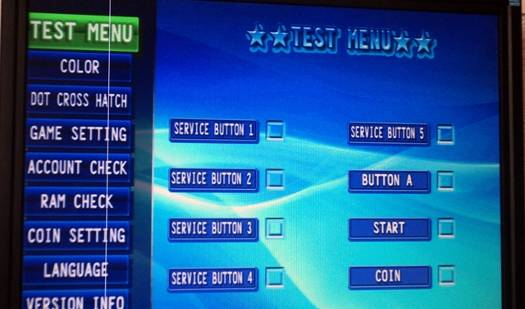 TEST MENU
COLOR
DOT CROSS HATCH
GAME SETTING
ACCOUNT CHECK
RAM CHECK
COIN SETTING
LANGUAGE
VERSION INFO
★★TEST MENU★★
SERVICE BUTTON 1
SERVICE BUTTON 5
SERVICE BUTTON 2
BUTTON A
SERVICE BUTTON 3
START
SERVICE BUTTON 4
COIN